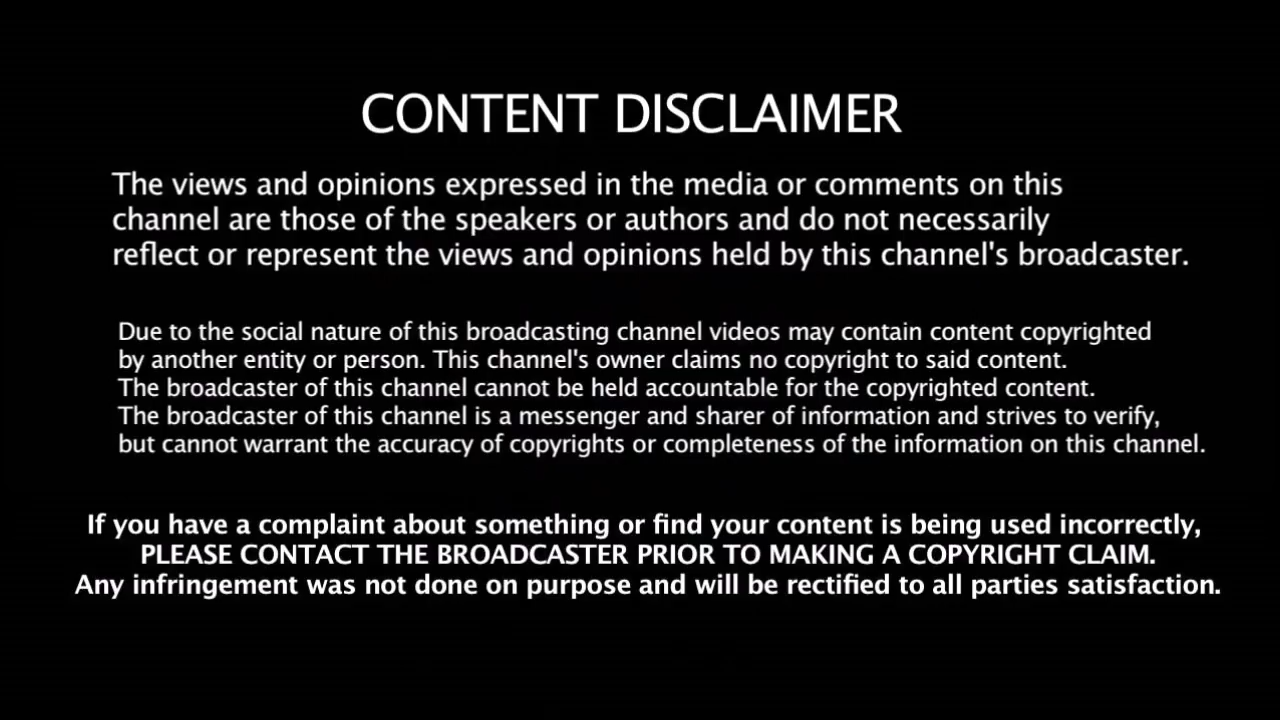 CONTENT DISCLAIMER
The views and opinions expressed in the media or comments on this
channel are those of the speakers or authors and do not necessarily
reflect or represent the views and opinions held by this channel's broadcaster.
Due to the social nature of this broadcasting channel videos may contain content copyrighted
by another entity or person. This channel's owner claims no copyright to said content.
The broadcaster of this channel cannot be held accountable for the copyrighted content.
The broadcaster of this channel is a messenger and sharer of information and strives to verify,
but cannot warrant the accuracy of copyrights or completeness of the information on this channel.
If you have a complaint about something or find your content is being used incorrectly,
PLEASE CONTACT THE BROADCASTER PRIOR TO MAKING A COPYRIGHT CLAIM.
Any infringement was not done on purpose and will be rectified to all parties satisfaction.